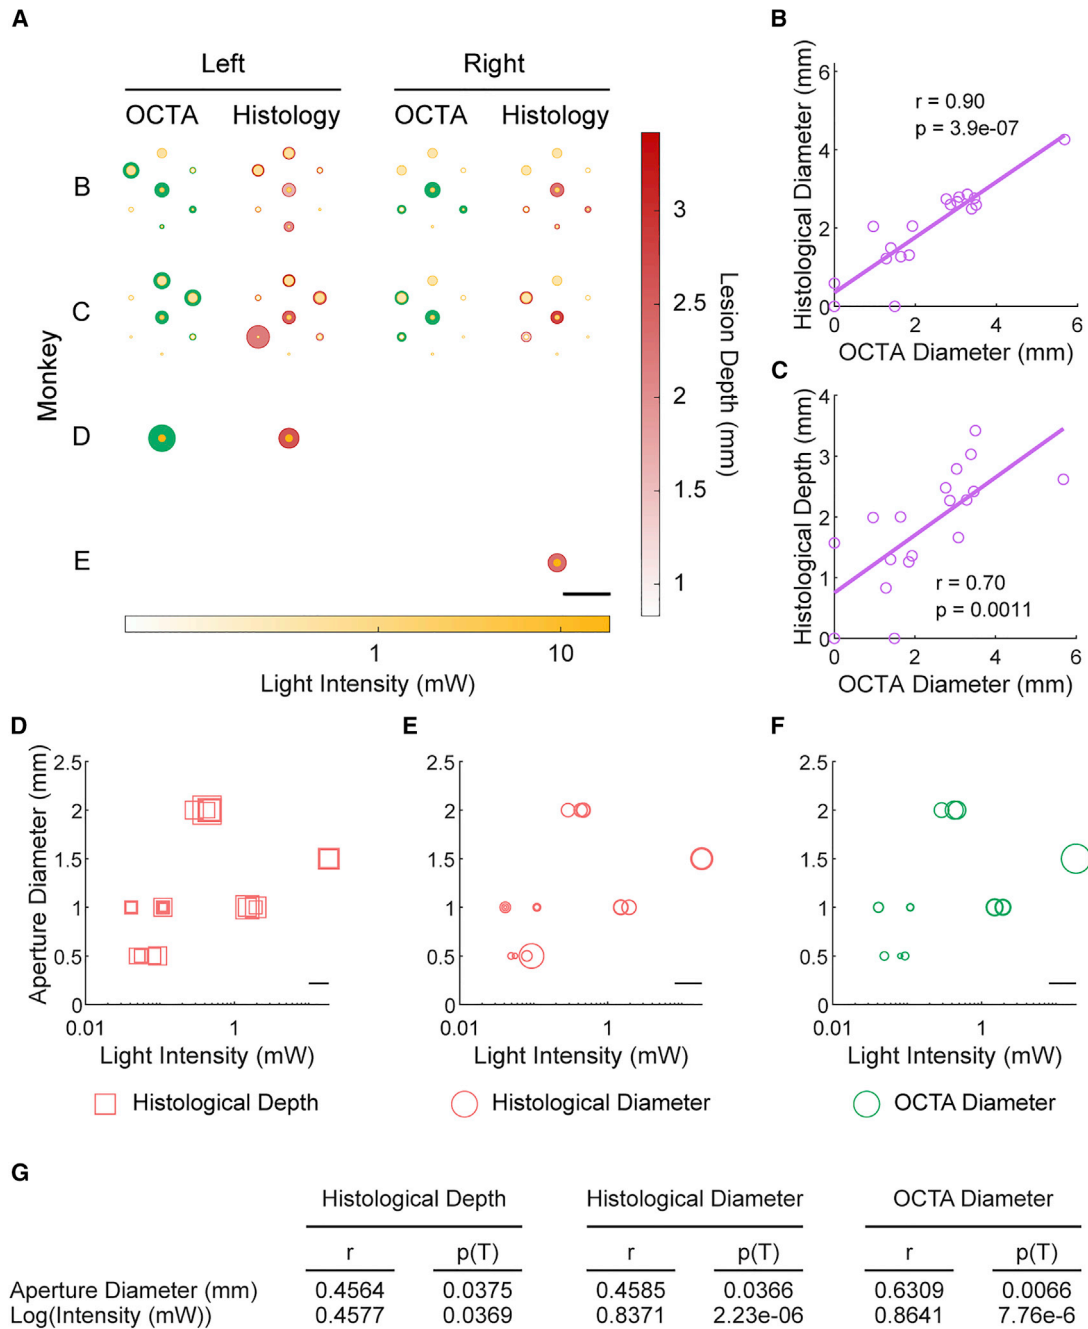 A
Left
Right
OCTA
Histology
OCTA
Histology
B
C
D
E
Monkey
3
2.5
2
1.5
1
Lesion Depth (mm)
1
10
Light Intensity (mW)
B
Histological Diameter (mm)
6
4
2
0
r = 0.90
p = 3.9e-07
0
2
4
6
OCTA Diameter (mm)
C
Histological Depth (mm)
4
3
2
1
0
r = 0.70
p = 0.0011
0
2
4
6
OCTA Diameter (mm)
D
Aperture Diameter (mm)
2.5
2
1.5
1
0.5
0
0.01
1
Light Intensity (mW)
Histological Depth
E
2.5
2
1.5
1
0.5
0
0.01
1
Light Intensity (mW)
Histological Diameter
F
2.5
2
1.5
1
0.5
0
0.01
1
Light Intensity (mW)
OCTA Diameter
G
Histological Depth Histological Diameter OCTA Diameter
r p(T) r p(T) r p(T)
Aperture Diameter (mm) 0.4564 0.0375 0.4585 0.0366 0.6309 0.0066
Log(Intensity (mW)) 0.4577 0.0369 0.8371 2.23e-06 0.8641 7.76e-6